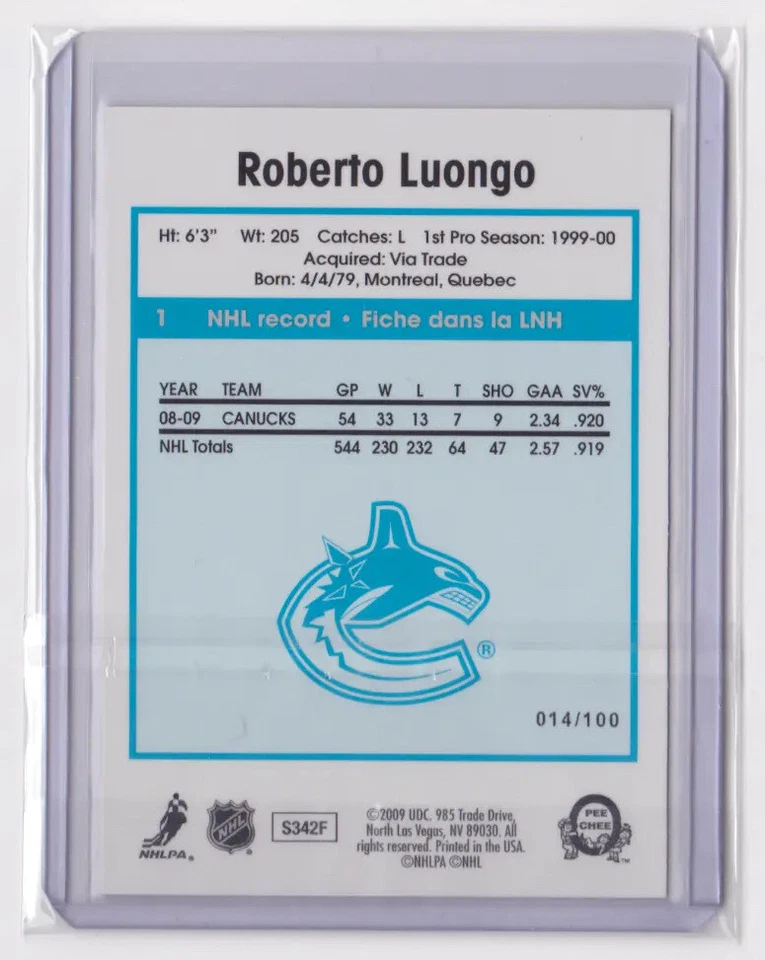 Roberto Luongo
Ht: 6'3" Wt: 205 Catches: L 1st Pro Season: 1999-00
Acquired: Via Trade
Born: 4/4/79, Montreal, Quebec
1 NHL record • Fiche dans la LNH
YEAR TEAM GP W L T SHO GAA SV%
08-09 CANUCKS 54 33 13 7 9 2.34 .920
NHL Totals 544 230 232 64 47 2.57 .919
®
014/100
NHLPA®
NHL
S342F
©2009 UDC. 985 Trade Drive,
North Las Vegas, NV 89030. All
rights reserved. Printed in the USA.
©NHLPA ©NHL
O PEE CHEE ™